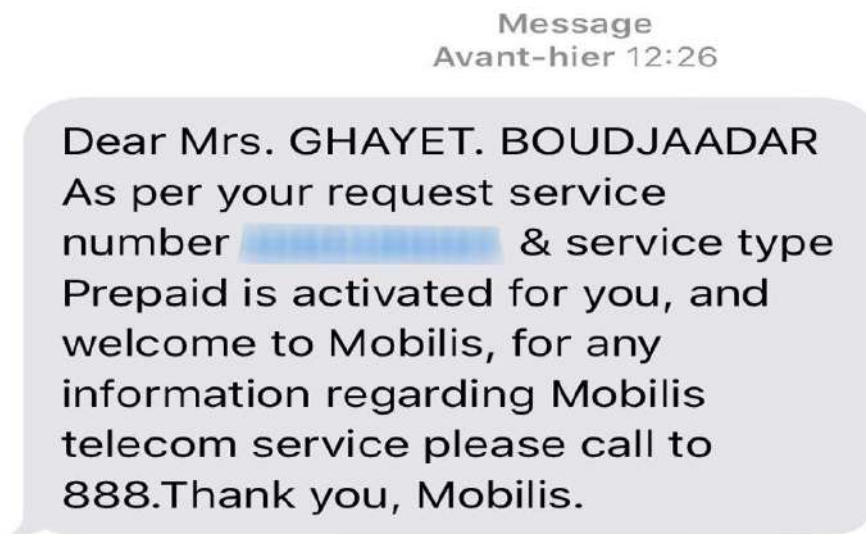 Message
Avant-hier 12:26
Dear Mrs. GHAYET. BOUDJAADAR
As per your request service
number & service type
Prepaid is activated for you, and
welcome to Mobilis, for any
information regarding Mobilis
telecom service please call to
888.Thank you, Mobilis.